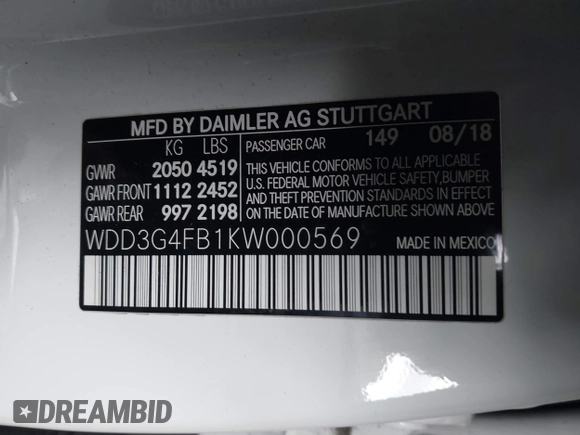 MFD BY DAIMLER AG STUTTGART
KG LBS PASSENGER CAR 149 08/18
GVWR 2050 4519 THIS VEHICLE CONFORMS TO ALL APPLICABLE
GAWR FRONT 1112 2452 U.S. FEDERAL MOTOR VEHICLE SAFETY, BUMPER
AND THEFT PREVENTION STANDARDS IN EFFECT
GAWR REAR 997 2198 ON THE DATE OF MANUFACTURE SHOWN ABOVE.
WDD3G4FB1KW000569 MADE IN MEXICO
DREAMBID